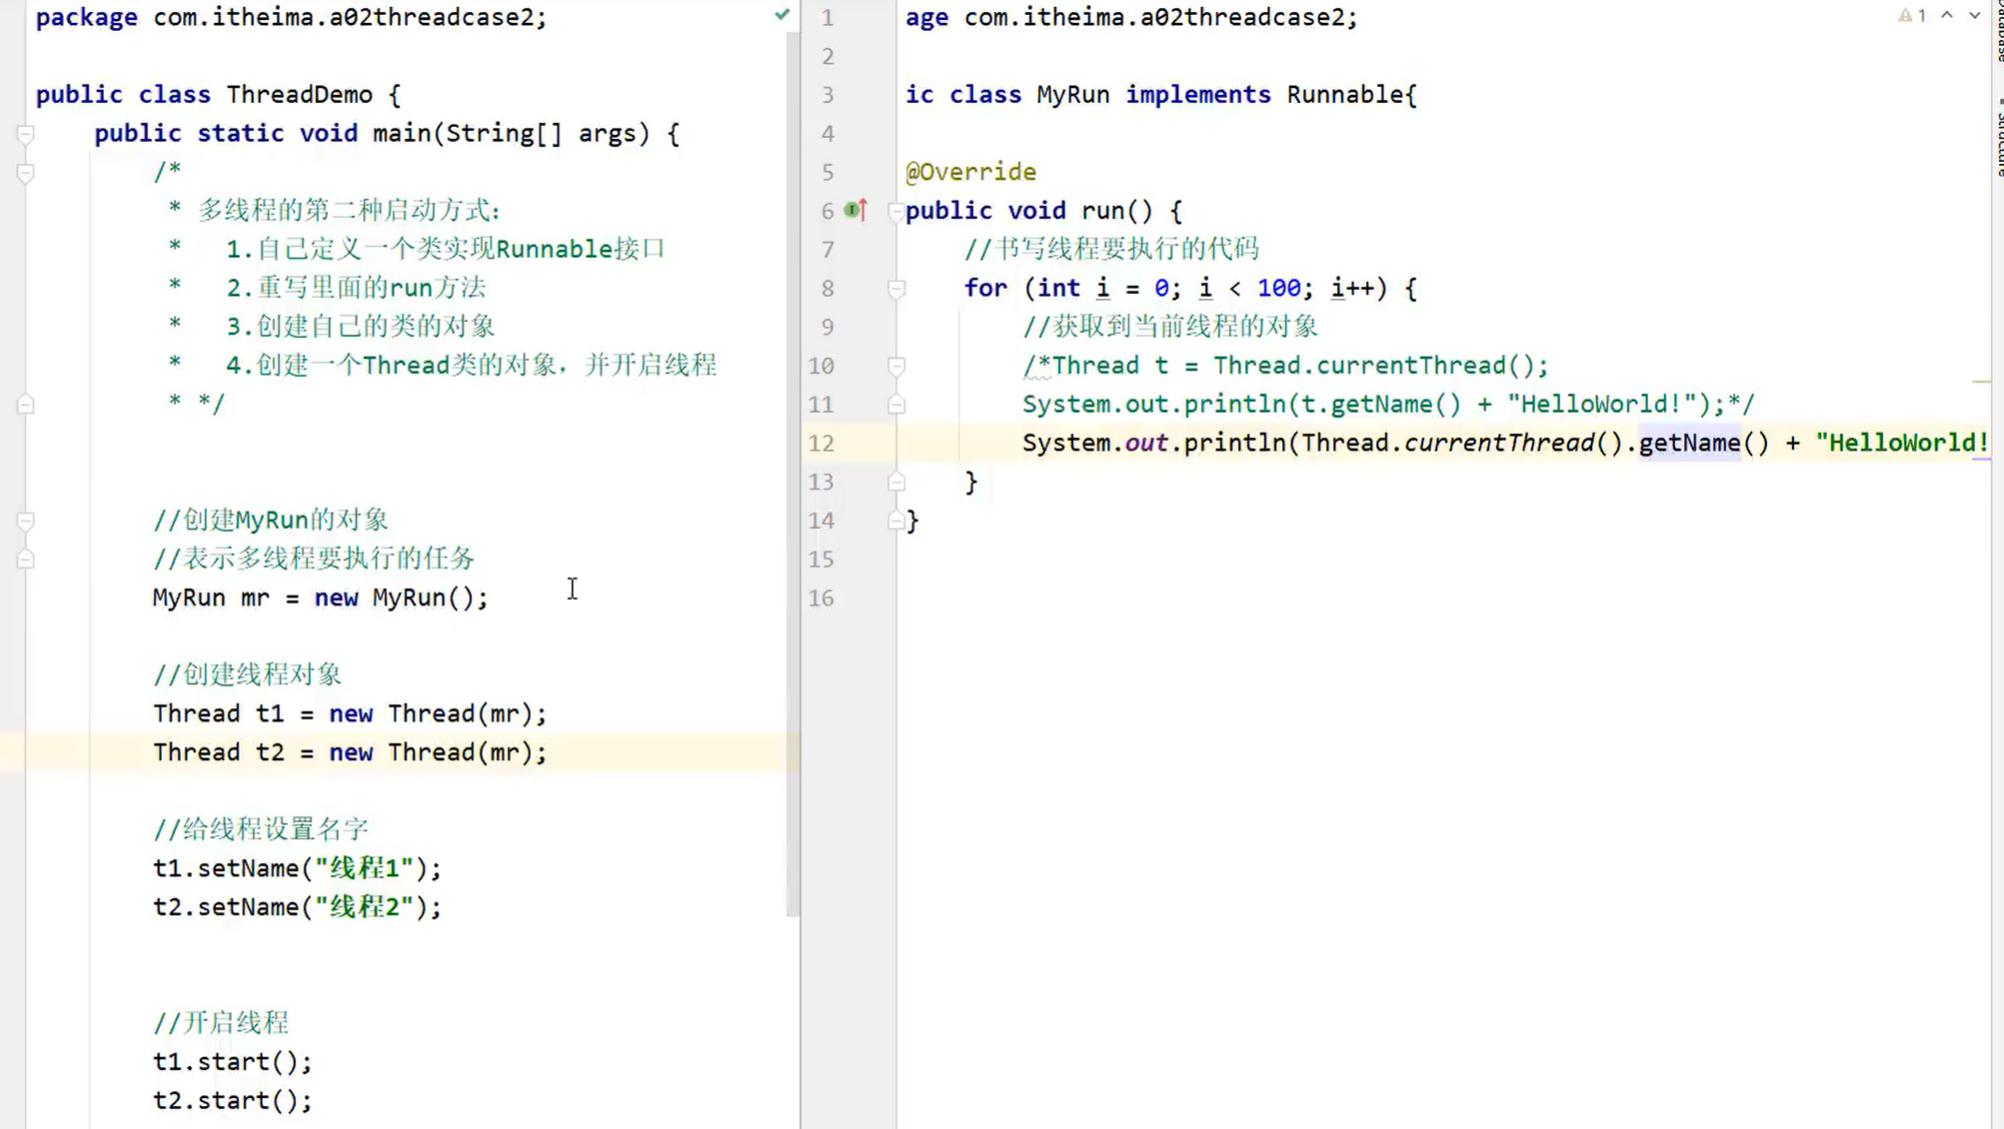 package com.itheima.a02threadcase2;
public class ThreadDemo {
public static void main(String[] args) {
/*
* 多线程的第二种启动方式：
* 1.自己定义一个类实现Runnable接口
* 2.重写里面的run方法
* 3.创建自己的类的对象
* 4.创建一个Thread类的对象，并开启线程
* */
//创建MyRun的对象
//表示多线程要执行的任务
MyRun mr = new MyRun();
//创建线程对象
Thread t1 = new Thread(mr);
Thread t2 = new Thread(mr);
//给线程设置名字
t1.setName("线程1");
t2.setName("线程2");
//开启线程
t1.start();
t2.start();
1 age com.itheima.a02threadcase2;
2
3 ic class MyRun implements Runnable{
4
5 @Override
6 public void run() {
7 //书写线程要执行的代码
8 for (int i = 0; i < 100; i++) {
9 //获取到当前线程的对象
10 /*Thread t = Thread.currentThread();
11 System.out.println(t.getName() + "HelloWorld!");*/
12 System.out.println(Thread.currentThread().getName() + "HelloWorld!
13 }
14 }
15
16
1
Database
Structure